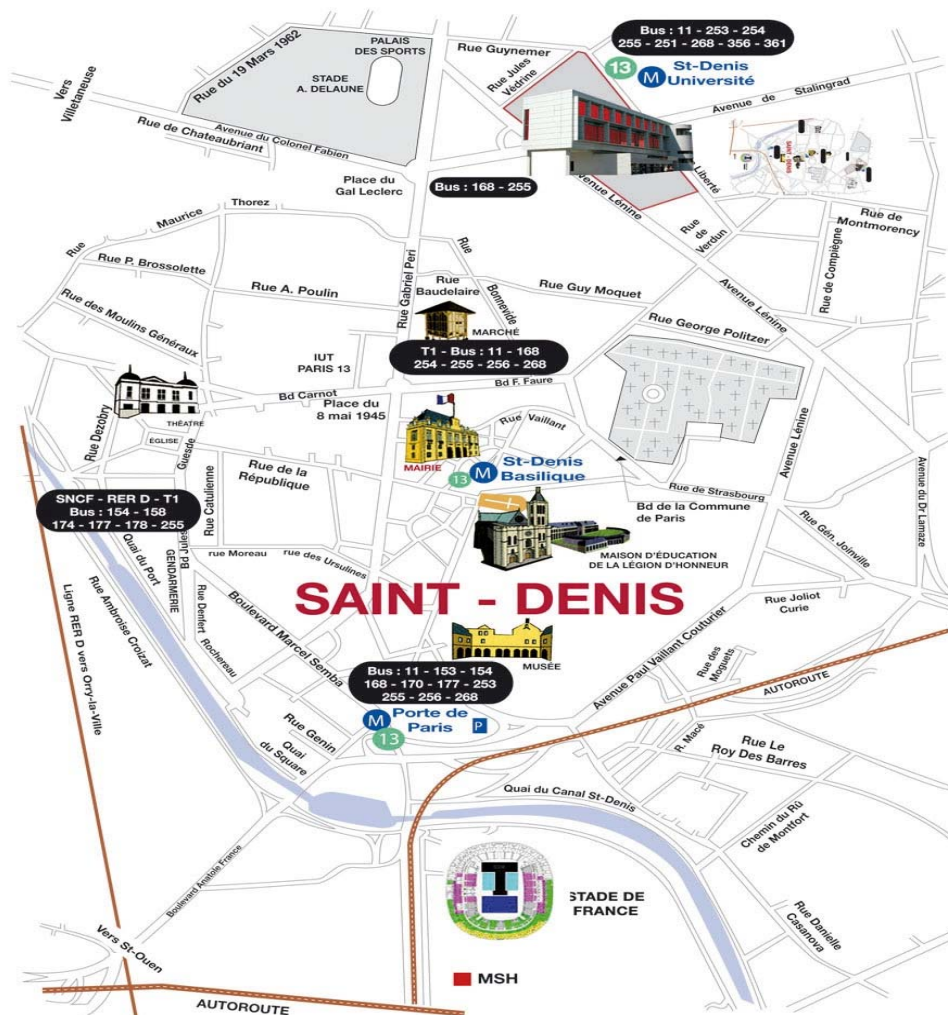 Bus : 11 - 253 - 254
255 - 251 - 268 - 356 - 361
13
M
St-Denis
Université
PALAIS
DES SPORTS
STADE
A. DELAUNE
Rue du 19 Mars 1962
Rue Guynemer
Rue Jules
Védrine
Vers
Villetaneuse
Avenue de Stalingrad
Rue de Chateaubriant
Avenue du Colonel Fabien
Place du
Gal Leclerc
Bus : 168 - 255
Avenue Lénine
Liberté
SAINT - DENIS
Rue de
Verdun
Rue de
Montmorency
Rue de Compiègne
Rue Maurice Thorez
Rue P. Brossolette
Rue A. Poulin
Rue des Moulins Généraux
Rue Gabriel Peri
Rue Bonnevide
Rue
Baudelaire
Rue Guy Moquet
Avenue Lénine
MARCHÉ
Rue George Politzer
T1 - Bus : 11 - 168
254 - 255 - 256 - 268
IUT
PARIS 13
Bd F. Faure
Bd Carnot
Place du
8 mai 1945
THÉATRE
ÉGLISE
Rue Dezobry
Bd Jules Guesde
MAIRIE
Rue Vaillant
13
M
St-Denis
Basilique
Avenue Lénine
Rue de la
République
Rue Catulienne
Rue de Strasbourg
Bd de la Commune
de Paris
Avenue du Dr Lamaze
SNCF - RER D - T1
Bus : 154 - 158
174 - 177 - 178 - 255
Quai du Port
GENDARMERIE
rue Moreau
rue des Ursulines
MAISON D'ÉDUCATION
DE LA LÉGION D'HONNEUR
Rue Gén. Joinville
SAINT - DENIS
Ligne RER D vers Orry-la-Ville
Rue Ambroise Croizat
Rue Denfert Rochereau
Boulevard Marcel Semba
Rue Joliot
Curie
MUSÉE
Avenue Paul Vaillant Couturier
Rue des
Moguets
Bus : 11 - 153 - 154
168 - 170 - 177 - 253
255 - 256 - 268
M
13
Porte de
Paris
P
AUTOROUTE
Rue Genin
Quai
du Square
R. Macé
Rue Le
Roy Des Barres
Quai du Canal St-Denis
Chemin du Rû
de Montfort
Boulevard Anatole France
STADE DE
FRANCE
Rue Danielle
Casanova
Vers St-Ouen
MSH
AUTOROUTE